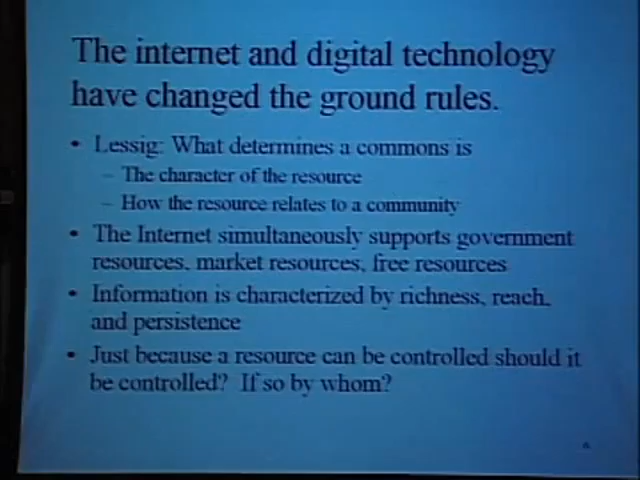 The internet and digital technology
have changed the ground rules.
• Lessig: What determines a commons is
– The character of the resource
– How the resource relates to a community
• The Internet simultaneously supports government
resources, market resources, free resources
• Information is characterized by richness, reach,
and persistence
• Just because a resource can be controlled should it
be controlled? If so by whom?